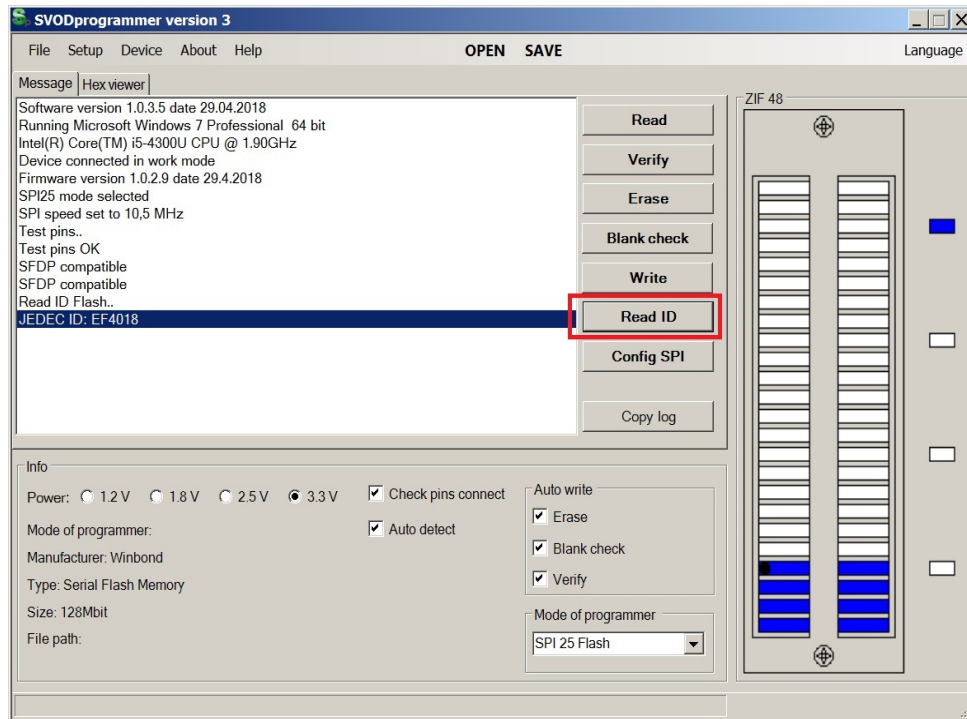 SVODprogrammer version 3
File Setup Device About Help OPEN SAVE Language
Message Hex viewer
Software version 1.0.3.5 date 29.04.2018
Running Microsoft Windows 7 Professional 64 bit
Intel(R) Core(TM) i5-4300U CPU @ 1.90GHz
Device connected in work mode
Firmware version 1.0.2.9 date 29.4.2018
SPI25 mode selected
SPI speed set to 10,5 MHz
Test pins..
Test pins OK
SFDP compatible
SFDP compatible
Read ID Flash..
JEDEC ID: EF4018
Read
Verify
Erase
Blank check
Write
Read ID
Config SPI
Copy log
ZIF 48
Info
Power: 1.2 V 1.8 V 2.5 V 3.3 V
Mode of programmer:
Manufacturer: Winbond
Type: Serial Flash Memory
Size: 128Mbit
File path:
Check pins connect
Auto detect
Auto write
Erase
Blank check
Verify
Mode of programmer
SPI 25 Flash